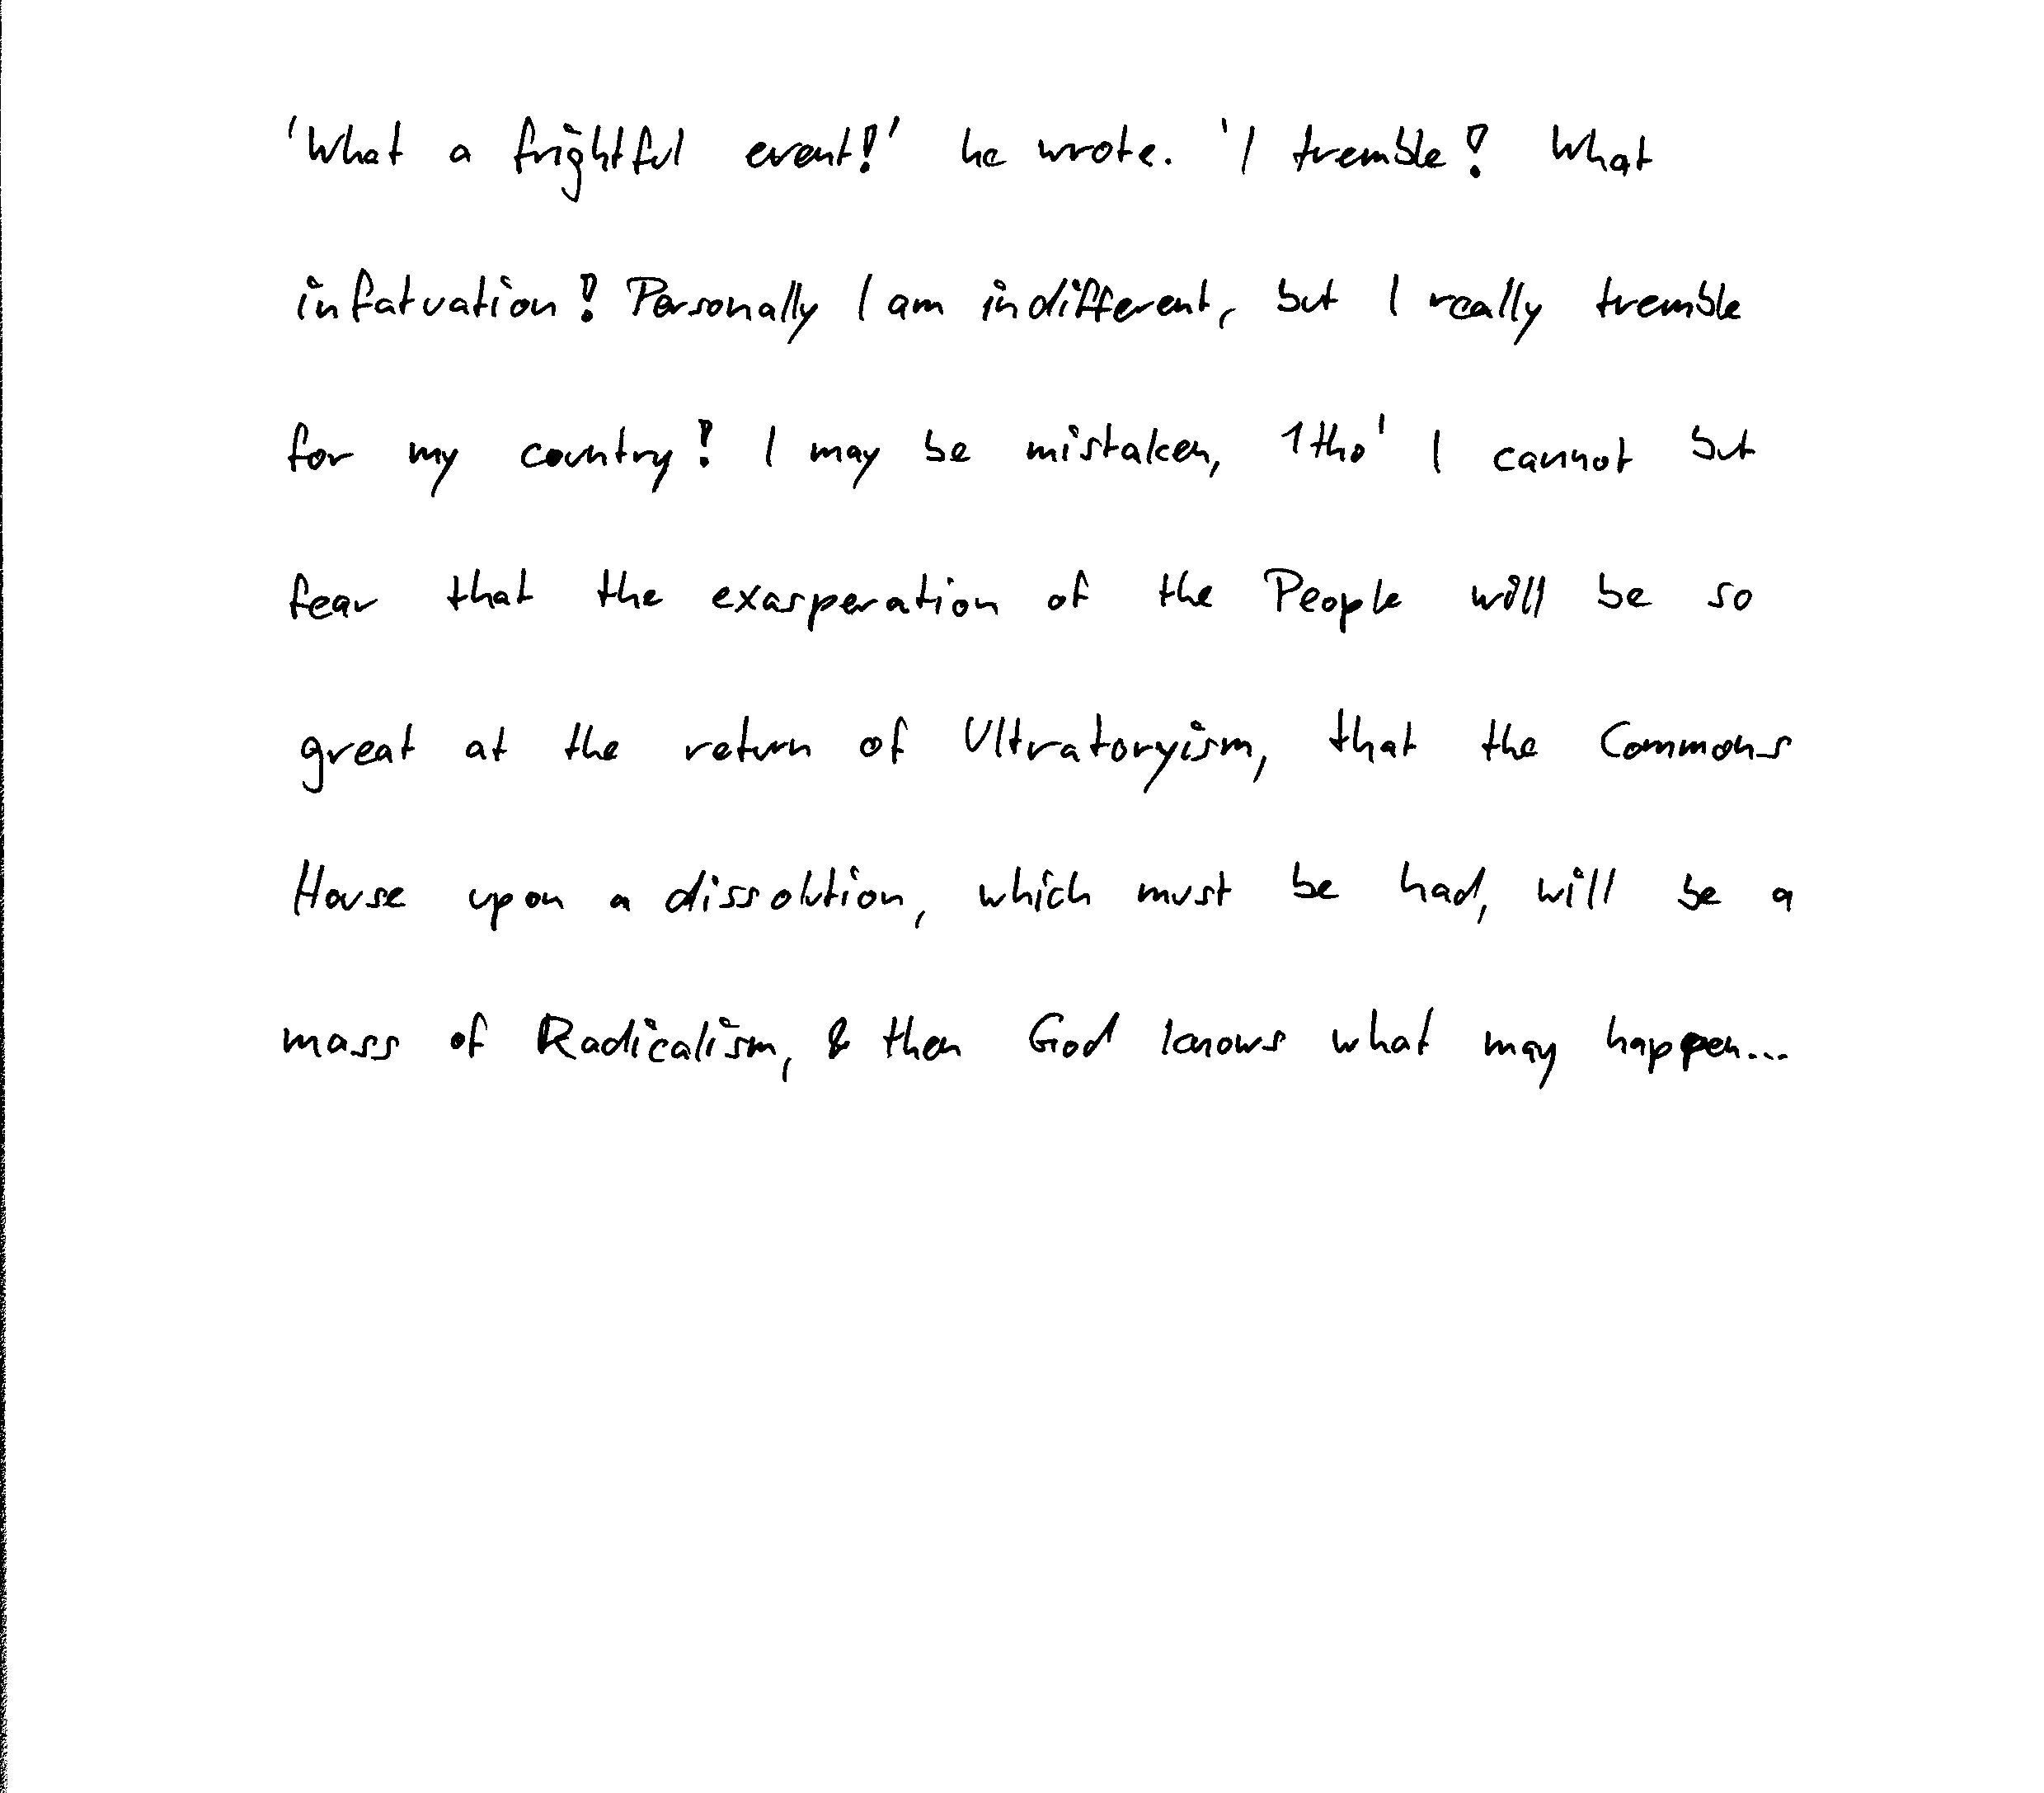 'What a frightful event!' he wrote. 'I tremble! What
infatuation! Personally I am indifferent, but I really tremble
for my country! I may be mistaken, 1tho' I cannot but
fear that the exasperation of the People will be so
great at the return of Ultratoryism, that the Commons
House upon a dissolution, which must be had, will be a
mass of Radicalism, & then God knows what may happen...